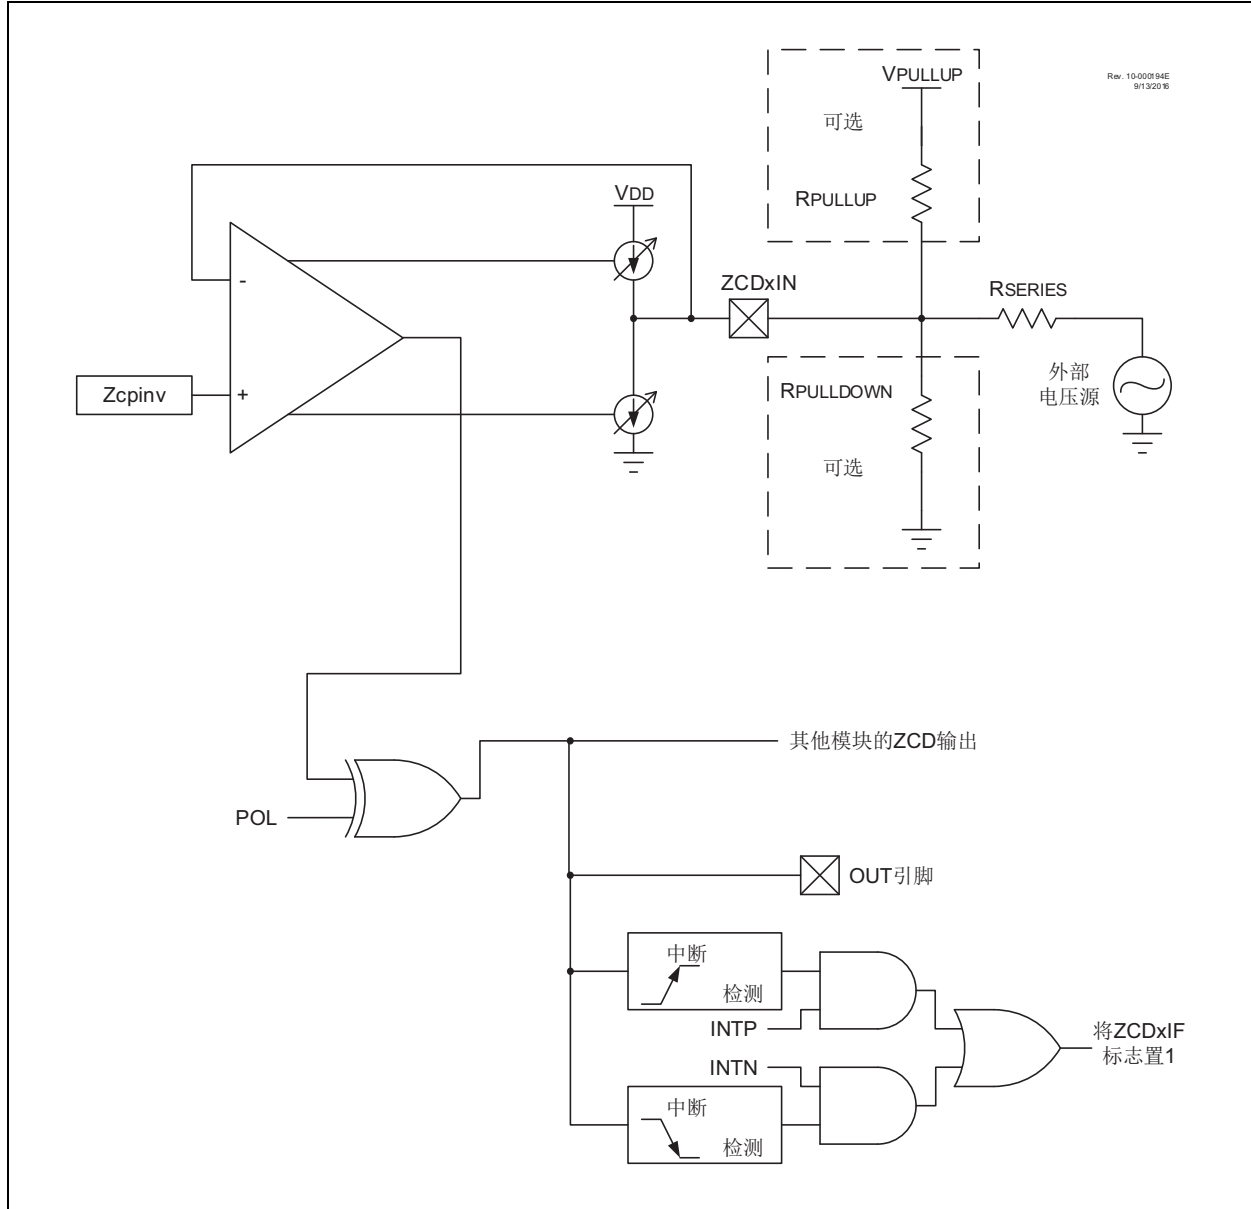 VPULLUP
Rev. 10-000194E
9/13/2016
可选
RPULLUP
VDD
ZCDxIN
RSERIES
-
Zcpinv
+
RPULLDOWN
外部
电压源
可选
其他模块的ZCD输出
POL
OUT引脚
中断
检测
INTP
INTN
将ZCDxIF
标志置1
中断
检测